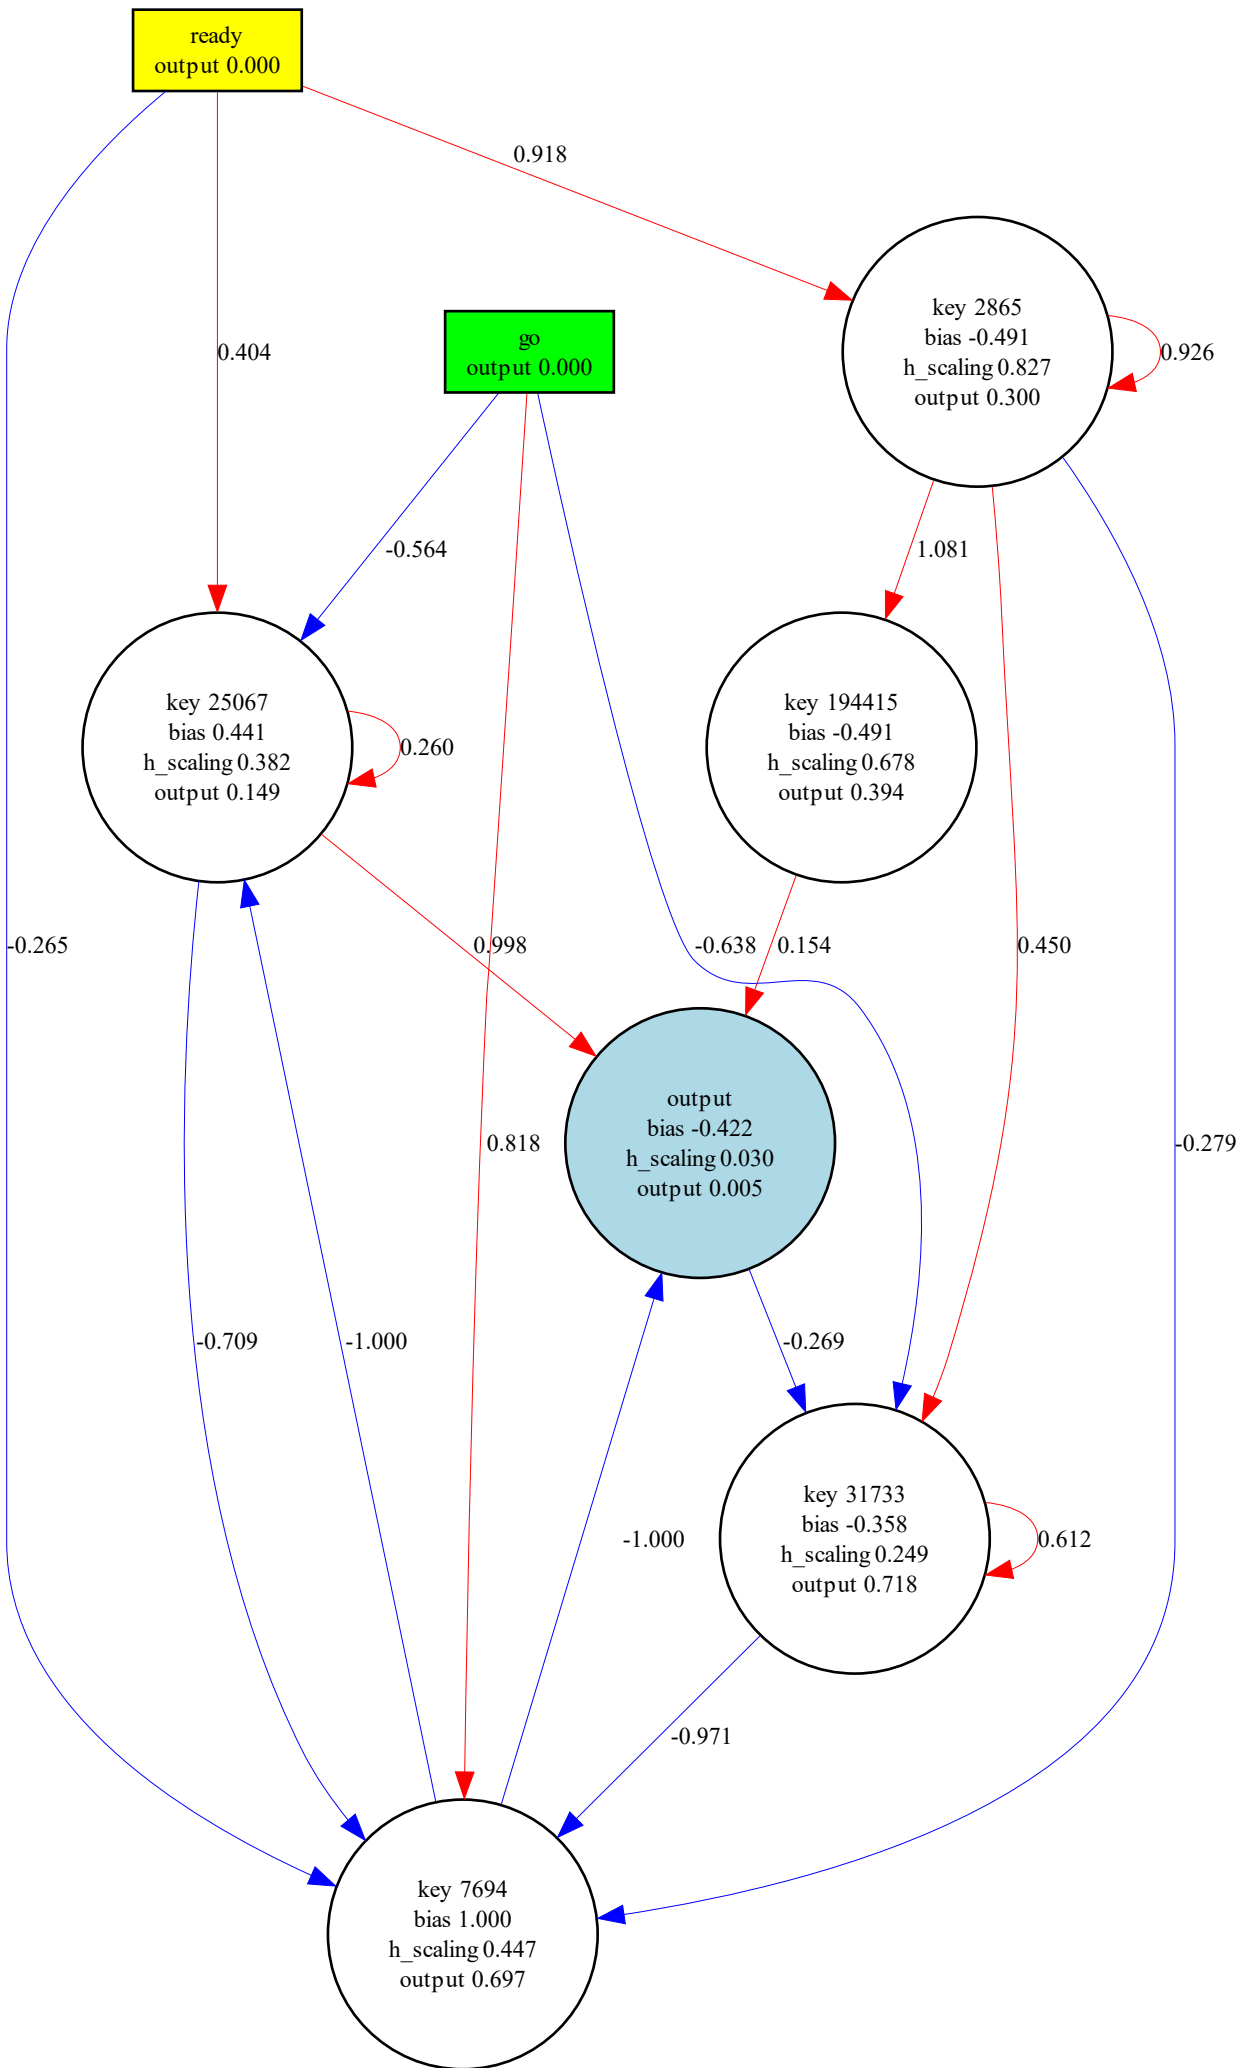 ready
output 0.000
0.918
key 2865
bias -0.491
h_scaling 0.827
output 0.300
0.926
go
output 0.000
0.404
-0.564
1.081
key 25067
bias 0.441
h_scaling 0.382
output 0.149
0.260
key 194415
bias -0.491
h_scaling 0.678
output 0.394
-0.265
0.998
-0.638
0.154
0.450
output
bias -0.422
h_scaling 0.030
output 0.005
0.818
-0.279
-0.709
-1.000
-0.269
key 31733
bias -0.358
h_scaling 0.249
output 0.718
0.612
-1.000
-0.971
key 7694
bias 1.000
h_scaling 0.447
output 0.697